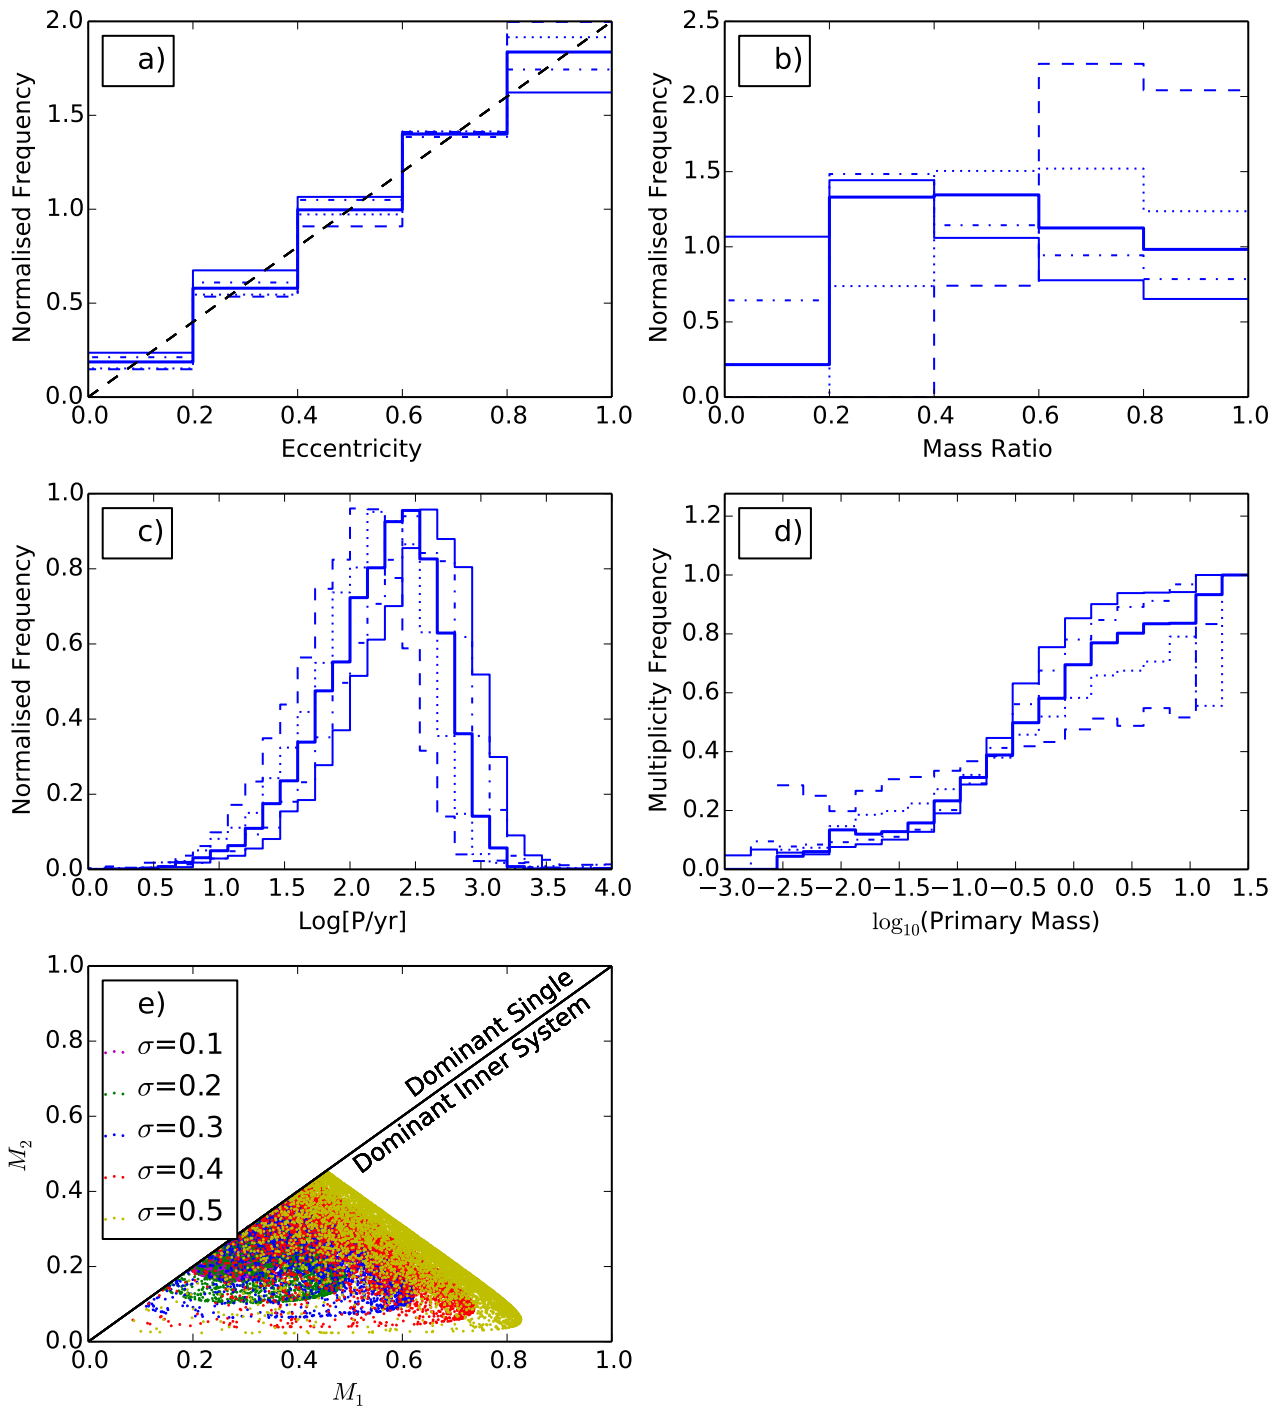 a)
2.0
1.5
1.0
0.5
0.0
Normalised Frequency
0.0 0.2 0.4 0.6 0.8 1.0
Eccentricity
b)
2.5
2.0
1.5
1.0
0.5
0.0
Normalised Frequency
0.0 0.2 0.4 0.6 0.8 1.0
Mass Ratio
c)
1.0
0.8
0.6
0.4
0.2
0.0
Normalised Frequency
0.0 0.5 1.0 1.5 2.0 2.5 3.0 3.5 4.0
Log[P/yr]
d)
1.2
1.0
0.8
0.6
0.4
0.2
0.0
Multiplicity Frequency
−3.0 −2.5 −2.0 −1.5 −1.0 −0.5 0.0 0.5 1.0 1.5
log₁₀(Primary Mass)
e)
σ=0.1
σ=0.2
σ=0.3
σ=0.4
σ=0.5
Dominant Single
Dominant Inner System
1.0
0.8
0.6
0.4
0.2
0.0
M₂
0.0 0.2 0.4 0.6 0.8 1.0
M₁